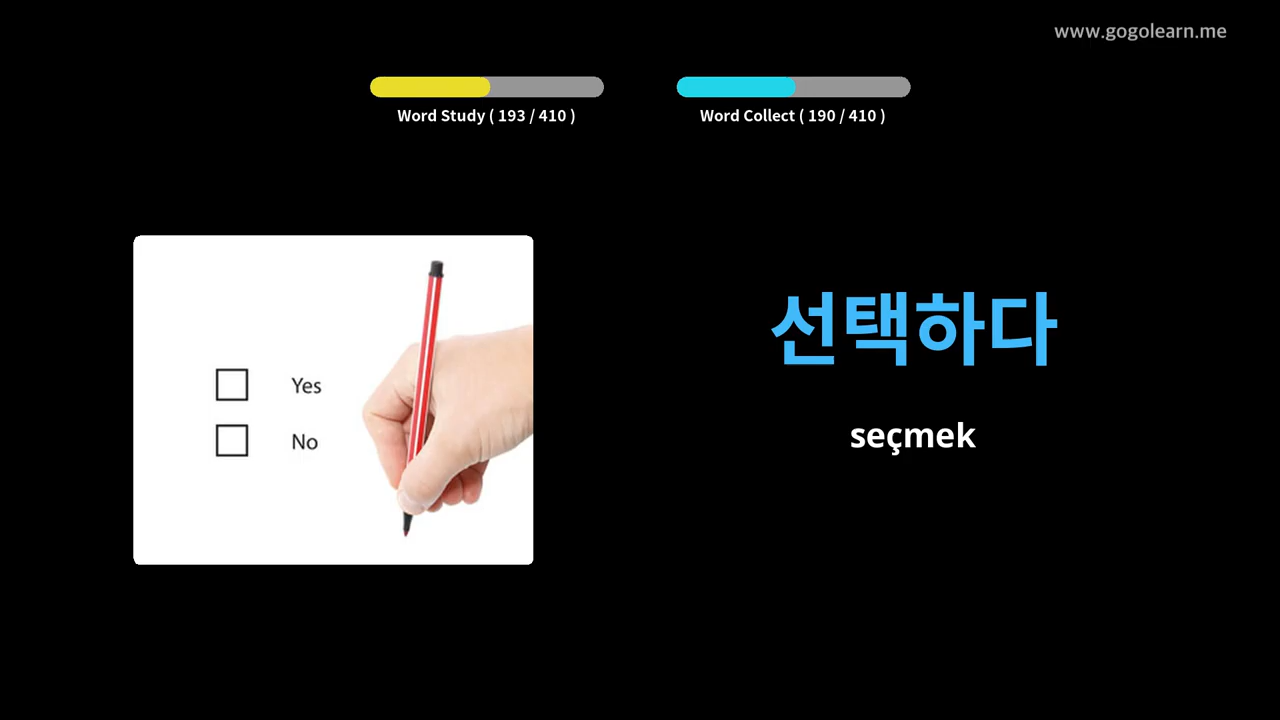 www.gogolearn.me
Word Study ( 193 / 410 )
Word Collect ( 190 / 410 )
Yes
No
선택하다
seçmek